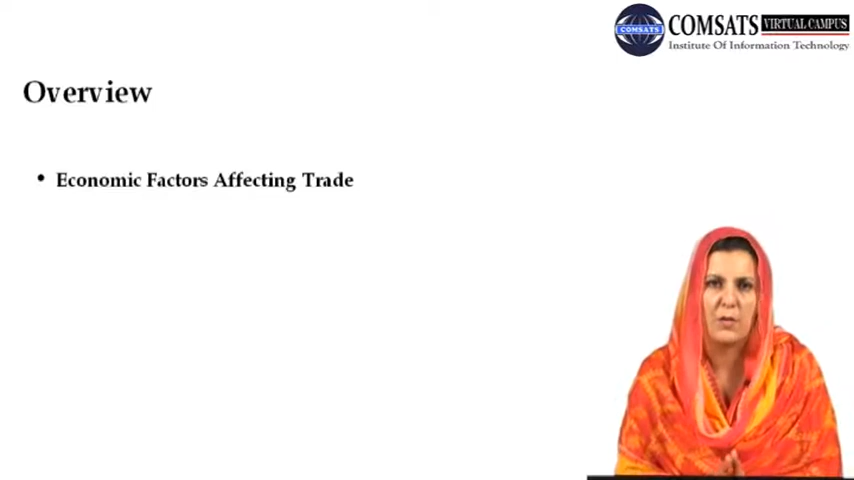 COMSATS VIRTUAL CAMPUS
COMSATS
Institute Of Information Technology
Overview
• Economic Factors Affecting Trade